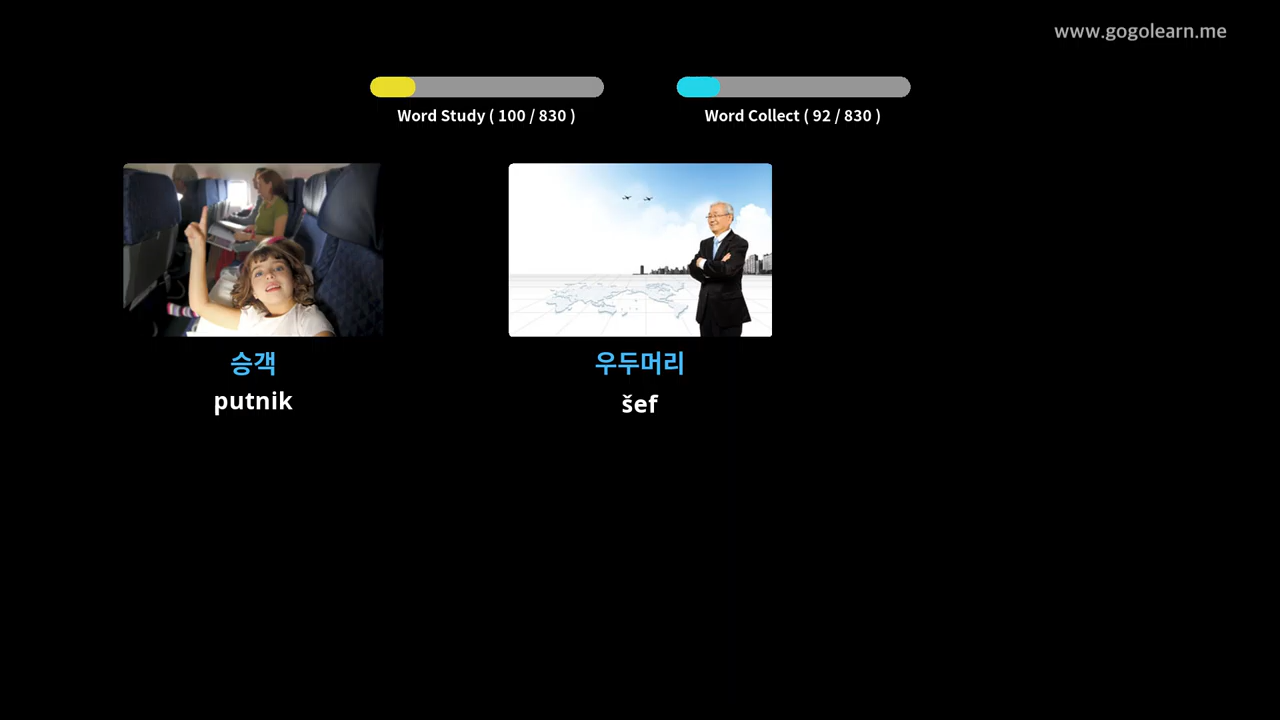 www.gogolearn.me
Word Study ( 100 / 830 )
Word Collect ( 92 / 830 )
승객
putnik
우두머리
šef